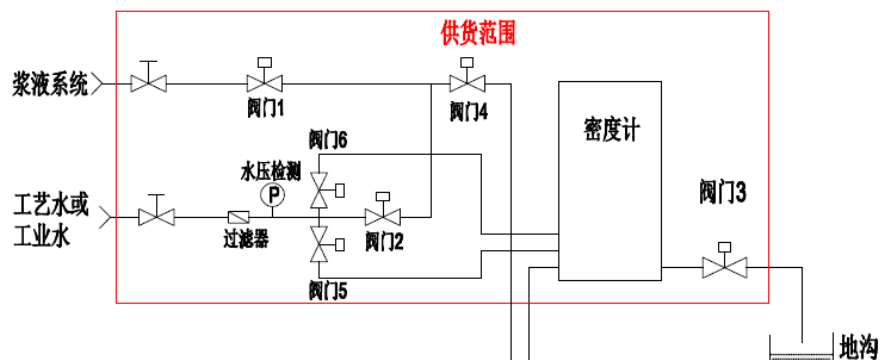 供货范围
浆液系统
阀门1
阀门4
密度计
阀门6
水压检测
P
工艺水或
工业水
过滤器
阀门2
阀门3
阀门5
地沟